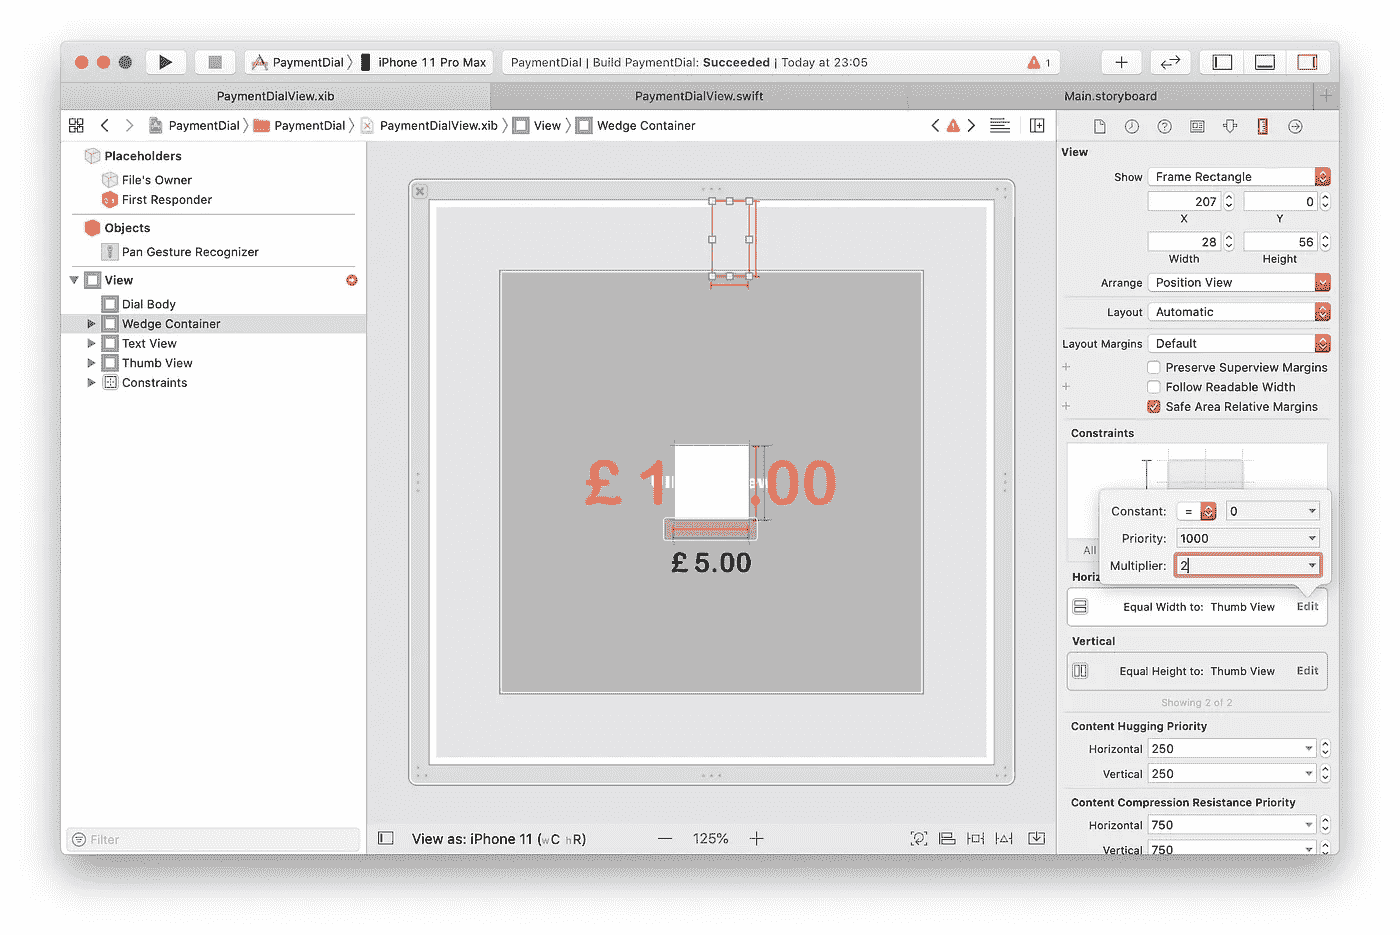 PaymentDial
iPhone 11 Pro Max
PaymentDial | Build PaymentDial: Succeeded | Today at 23:05
1
PaymentDialView.xib
PaymentDialView.swift
Main.storyboard
PaymentDial
PaymentDial
PaymentDialView.xib
View
Wedge Container
Placeholders
File's Owner
First Responder
Objects
Pan Gesture Recognizer
View
Dial Body
Wedge Container
Text View
Thumb View
Constraints
Filter
£ 1
.00
£ 5.00
View as: iPhone 11 (wC hR)
125%
View
Show Frame Rectangle
207 0
X Y
28 56
Width Height
Arrange Position View
Layout Automatic
Layout Margins Default
Preserve Superview Margins
Follow Readable Width
Safe Area Relative Margins
Constraints
Constant: = 0
Priority: 1000
All
Multiplier: 2
Horiz
Equal Width to: Thumb View Edit
Vertical
Equal Height to: Thumb View Edit
Showing 2 of 2
Content Hugging Priority
Horizontal 250
Vertical 250
Content Compression Resistance Priority
Horizontal 750
Vertical 750